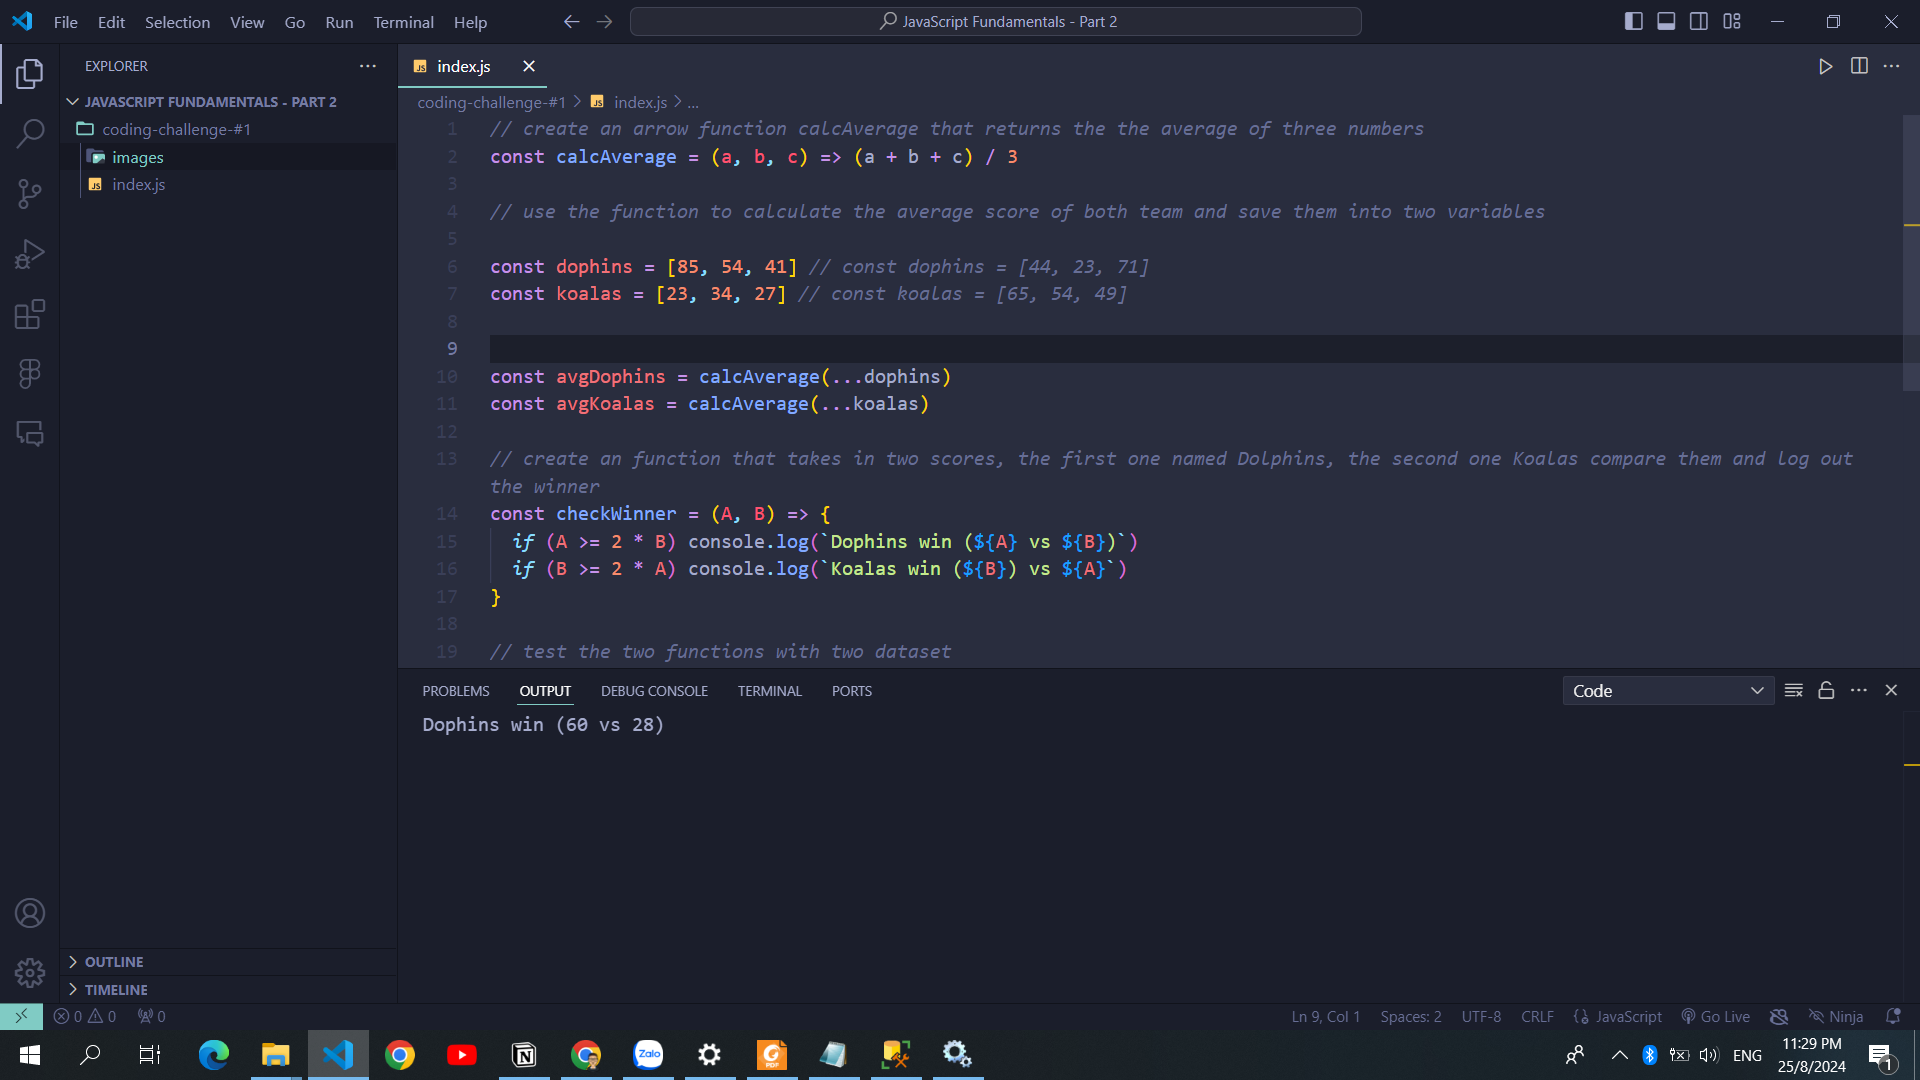 File Edit Selection View Go Run Terminal Help
JavaScript Fundamentals - Part 2
EXPLORER
JAVASCRIPT FUNDAMENTALS - PART 2
coding-challenge-#1
images
index.js
OUTLINE
TIMELINE
index.js
coding-challenge-#1 > index.js > ...
1 // create an arrow function calcAverage that returns the the average of three numbers
2 const calcAverage = (a, b, c) => (a + b + c) / 3
3
4 // use the function to calculate the average score of both team and save them into two variables
5
6 const dophins = [85, 54, 41] // const dophins = [44, 23, 71]
7 const koalas = [23, 34, 27] // const koalas = [65, 54, 49]
8
9
10 const avgDophins = calcAverage(...dophins)
11 const avgKoalas = calcAverage(...koalas)
12
13 // create an function that takes in two scores, the first one named Dolphins, the second one Koalas compare them and log out
the winner
14 const checkWinner = (A, B) => {
15 if (A >= 2 * B) console.log(`Dophins win (${A} vs ${B})`)
16 if (B >= 2 * A) console.log(`Koalas win (${B}) vs ${A}`)
17 }
18
19 // test the two functions with two dataset
PROBLEMS OUTPUT DEBUG CONSOLE TERMINAL PORTS
Code
Dophins win (60 vs 28)
0 0 0
Ln 9, Col 1 Spaces: 2 UTF-8 CRLF JavaScript Go Live Ninja
Zalo
PDF
ENG
11:29 PM
25/8/2024
1